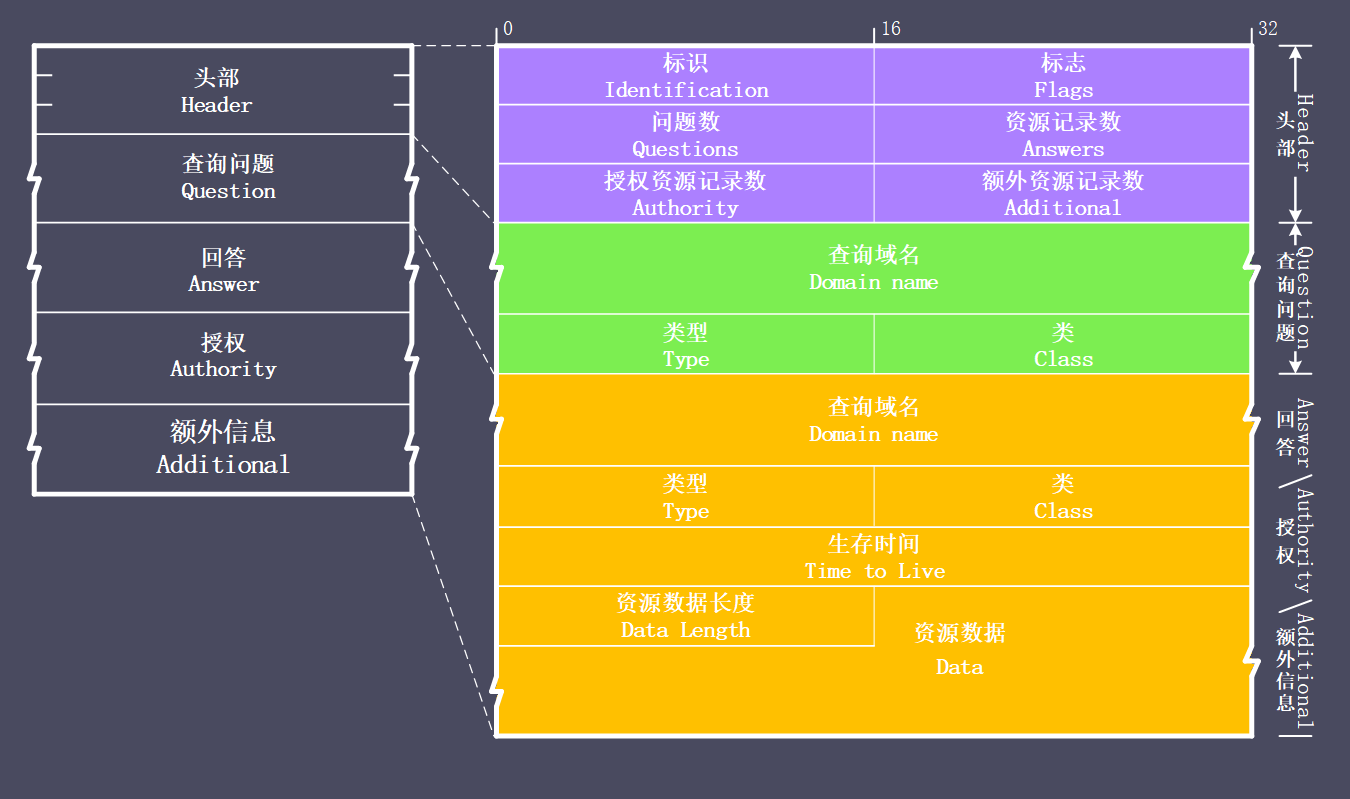 头部
Header
查询问题
Question
回答
Answer
授权
Authority
额外信息
Additional
0
16
32
标识
Identification
标志
Flags
问题数
Questions
资源记录数
Answers
授权资源记录数
Authority
额外资源记录数
Additional
查询域名
Domain name
类型
Type
类
Class
查询域名
Domain name
类型
Type
类
Class
生存时间
Time to Live
资源数据长度
Data Length
资源数据
Data
头部
Header
查询问题
Question
回答/授权/额外信息
Answer/Authority/Additional